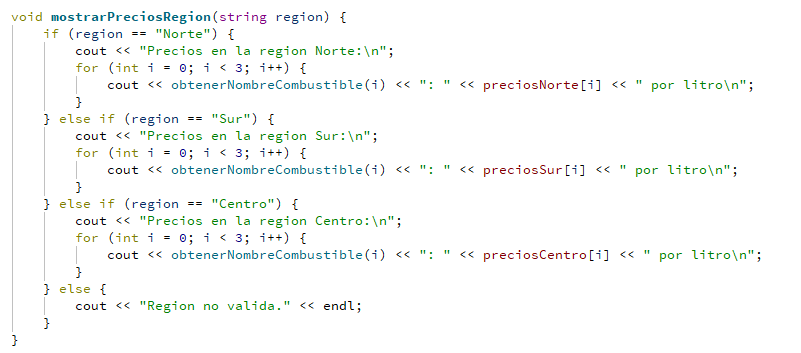 void mostrarPreciosRegion(string region) {
    if (region == "Norte") {
        cout << "Precios en la region Norte:\n";
        for (int i = 0; i < 3; i++) {
            cout << obtenerNombreCombustible(i) << ": " << preciosNorte[i] << " por litro\n";
        }
    } else if (region == "Sur") {
        cout << "Precios en la region Sur:\n";
        for (int i = 0; i < 3; i++) {
            cout << obtenerNombreCombustible(i) << ": " << preciosSur[i] << " por litro\n";
        }
    } else if (region == "Centro") {
        cout << "Precios en la region Centro:\n";
        for (int i = 0; i < 3; i++) {
            cout << obtenerNombreCombustible(i) << ": " << preciosCentro[i] << " por litro\n";
        }
    } else {
        cout << "Region no valida." << endl;
    }
}